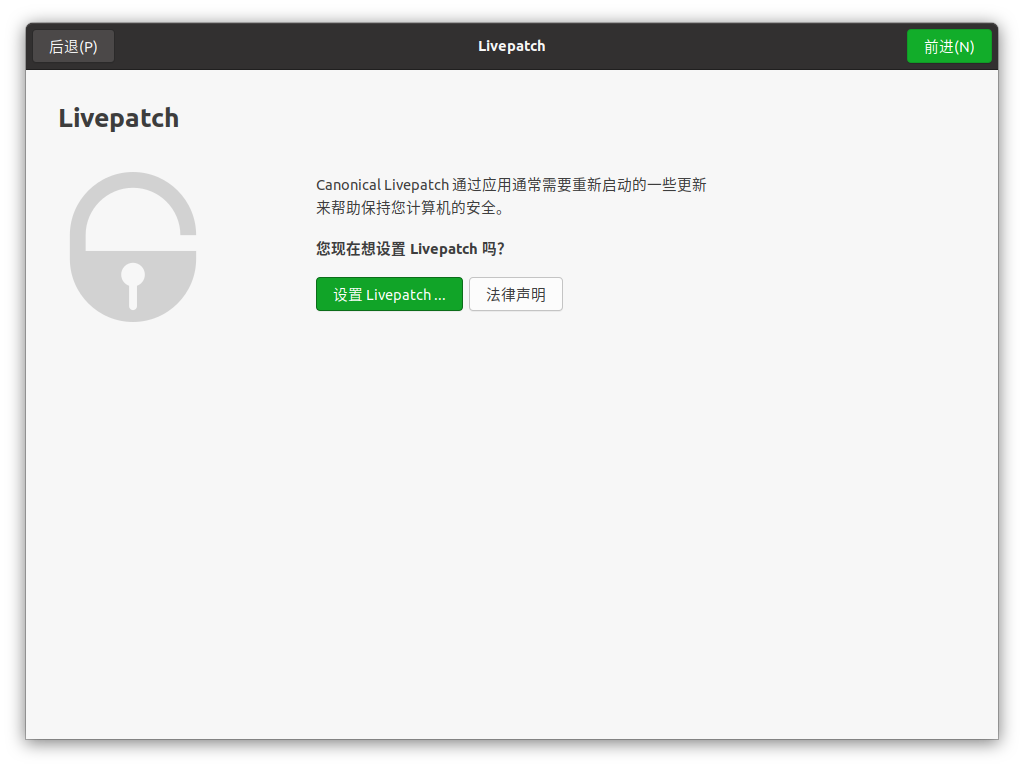 后退(P)
Livepatch
前进(N)
Livepatch
Canonical Livepatch 通过应用通常需要重新启动的一些更新
来帮助保持您计算机的安全。
您现在想设置 Livepatch 吗?
设置 Livepatch…
法律声明